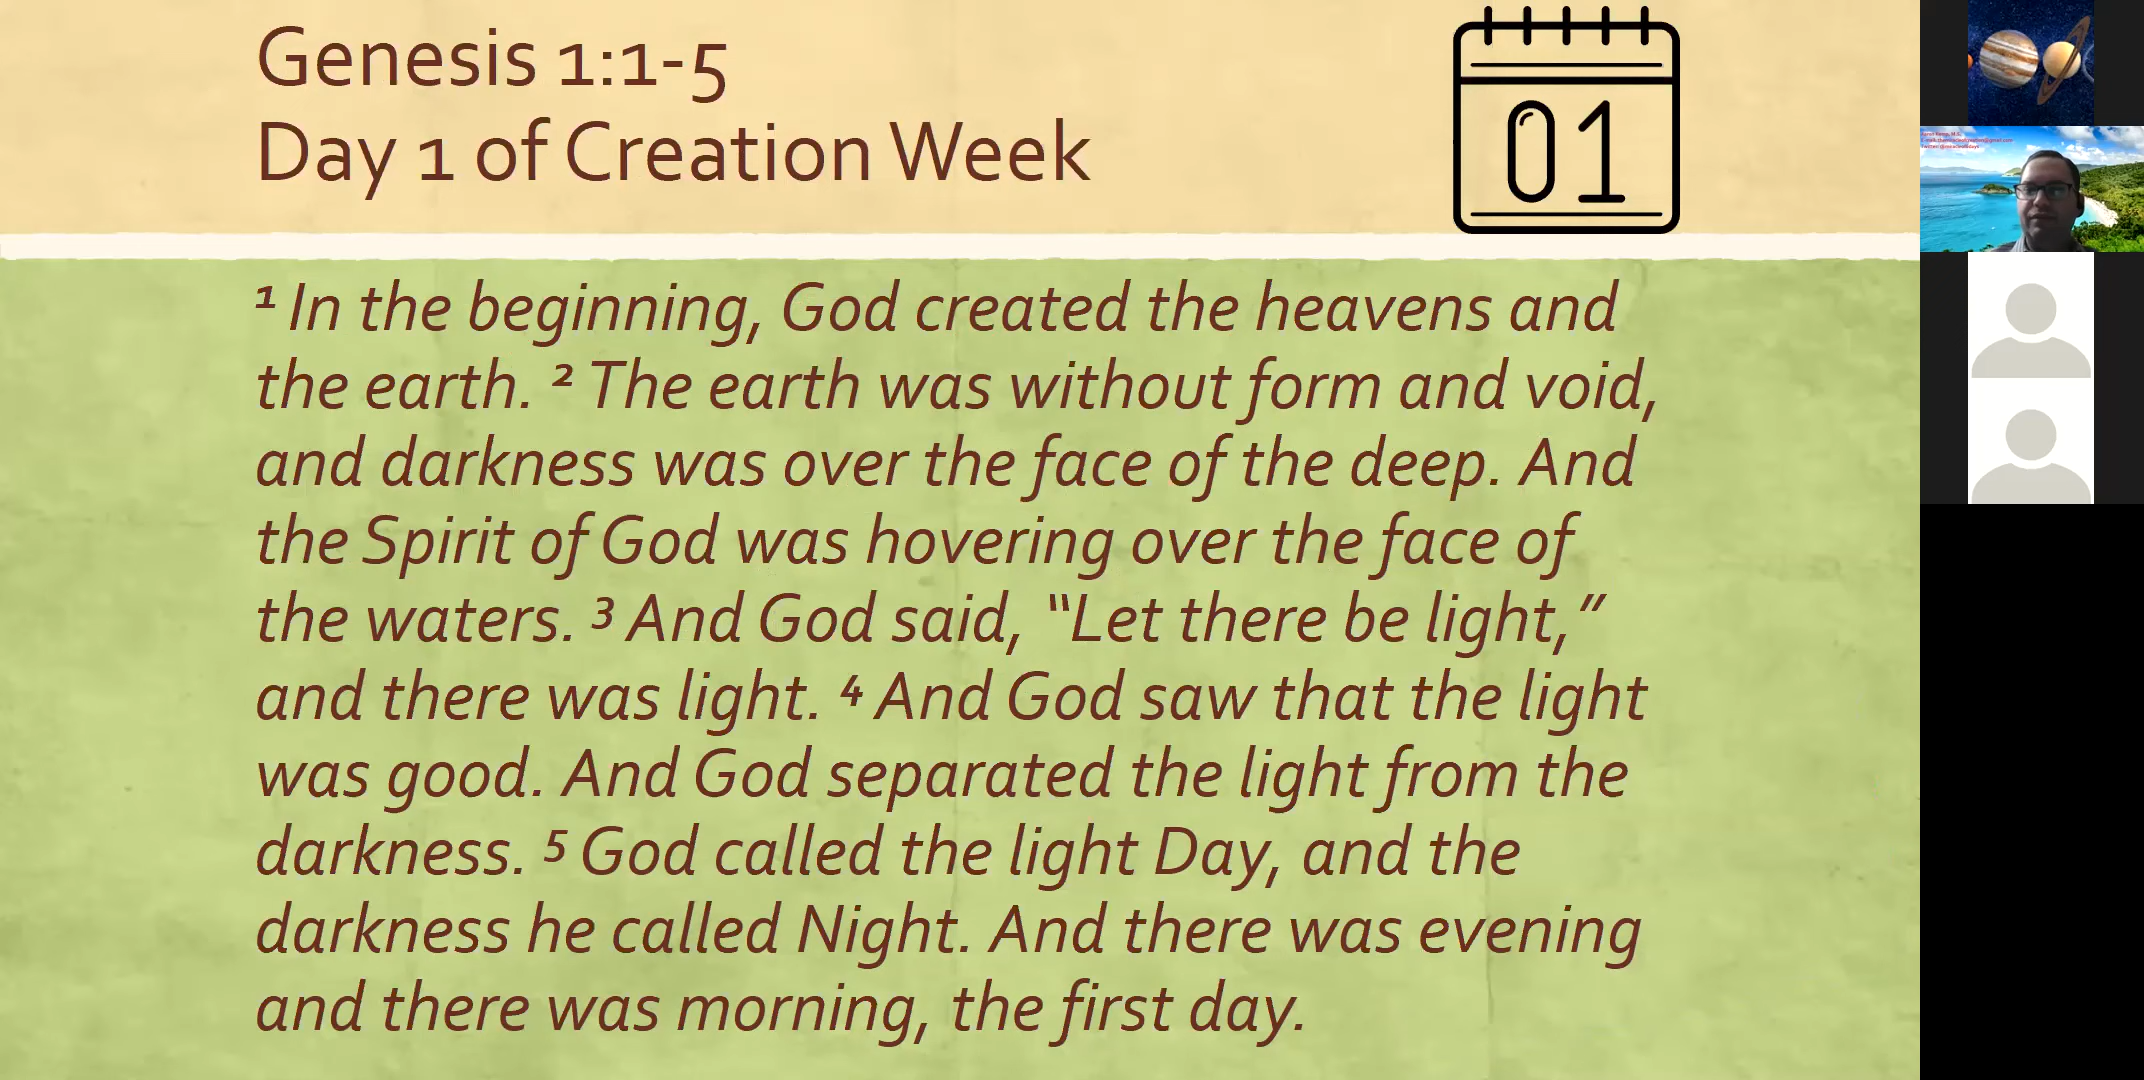 Genesis 1:1-5
Day 1 of Creation Week
01
¹ In the beginning, God created the heavens and
the earth. ² The earth was without form and void,
and darkness was over the face of the deep. And
the Spirit of God was hovering over the face of
the waters. ³ And God said, “Let there be light,”
and there was light. ⁴ And God saw that the light
was good. And God separated the light from the
darkness. ⁵ God called the light Day, and the
darkness he called Night. And there was evening
and there was morning, the first day.